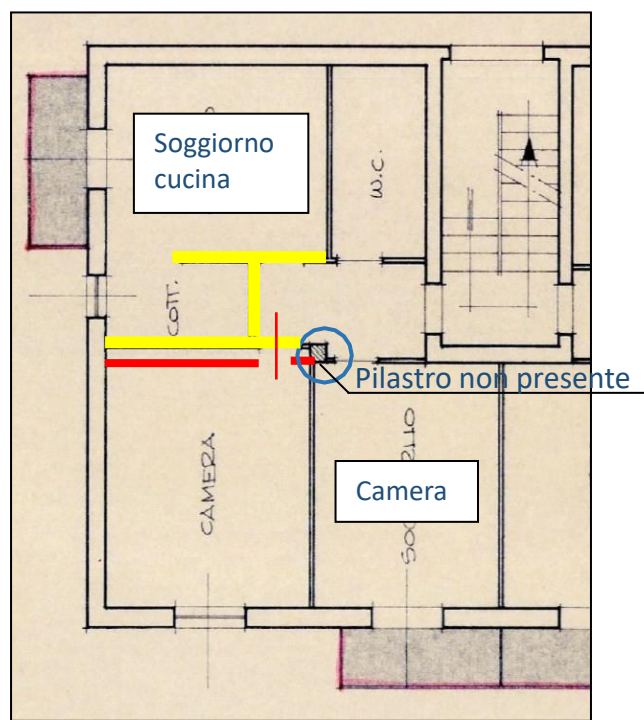 Soggiorno
cucina
W.C.
COTT.
Pilastro non presente
CAMERA
Camera